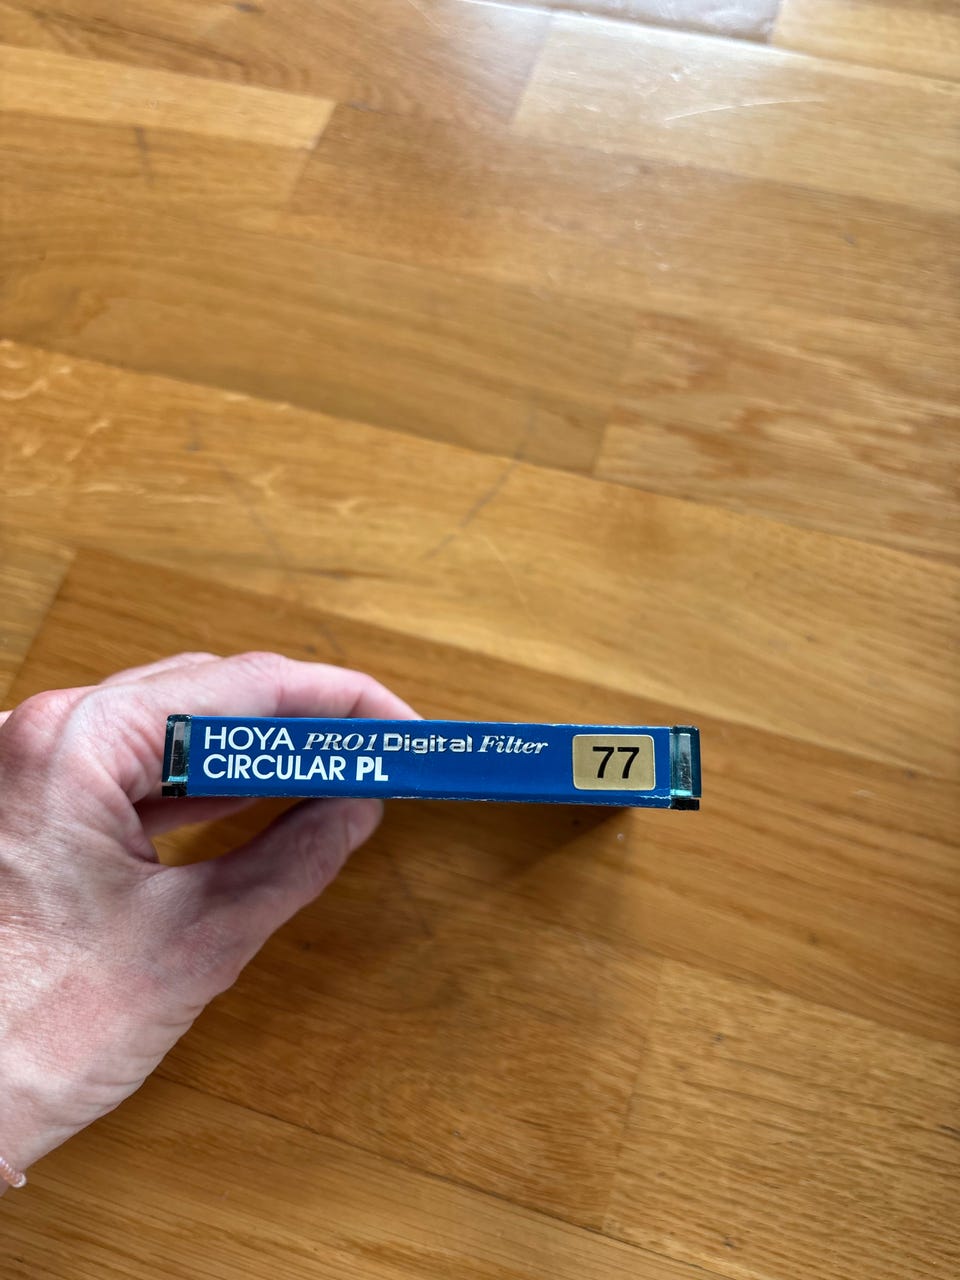 HOYA PRO1 Digital Filter
CIRCULAR PL
77